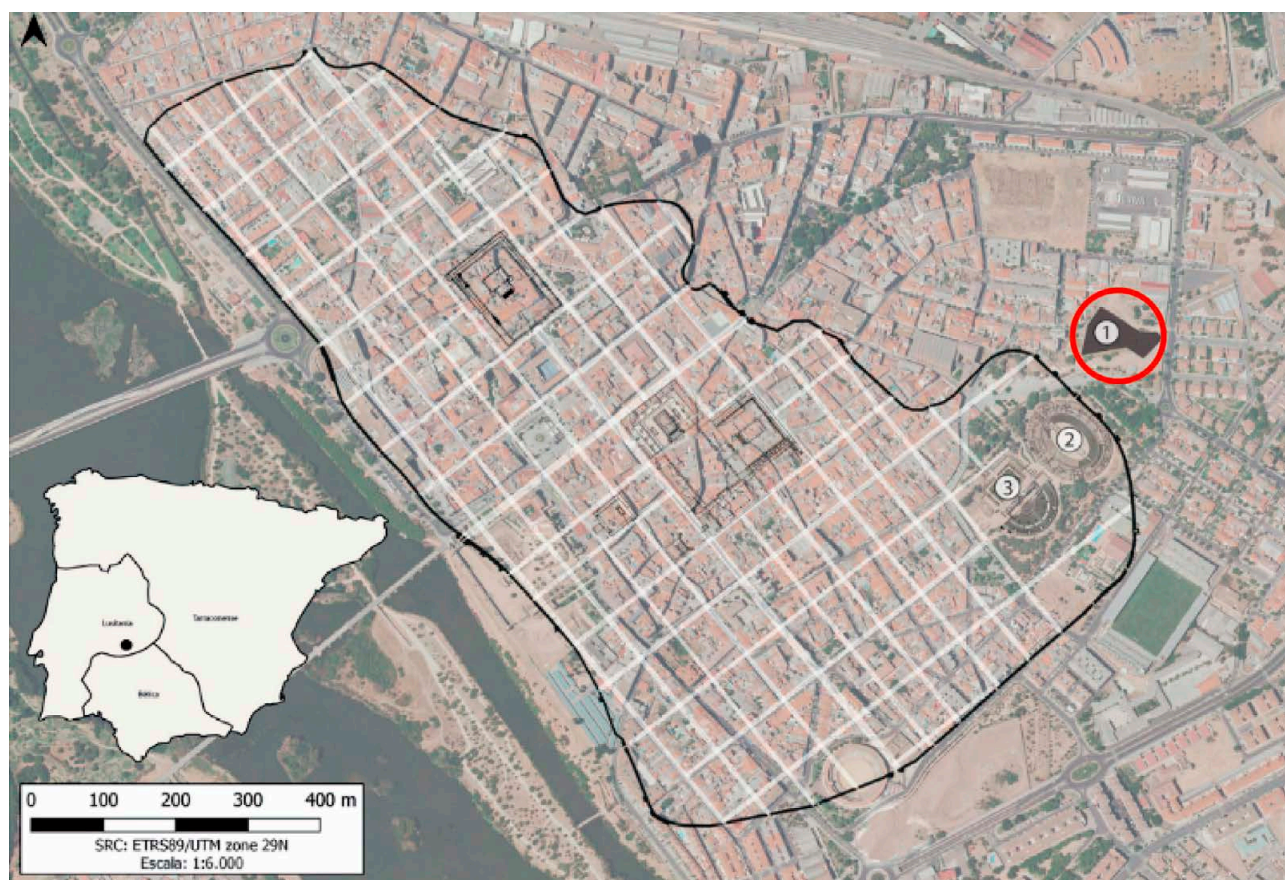 1
2
3
Lusitania
Tarraconense
Bética
0 100 200 300 400 m
SRC: ETRS89/UTM zone 29N
Escala: 1:6.000